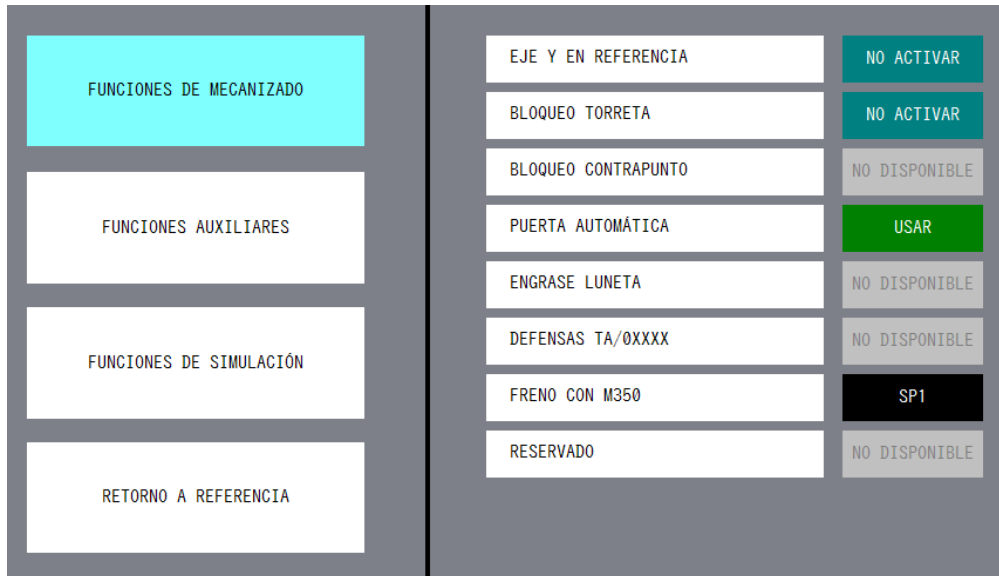 FUNCIONES DE MECANIZADO
FUNCIONES AUXILIARES
FUNCIONES DE SIMULACIÓN
RETORNO A REFERENCIA
EJE Y EN REFERENCIA NO ACTIVAR
BLOQUEO TORRETA NO ACTIVAR
BLOQUEO CONTRAPUNTO NO DISPONIBLE
PUERTA AUTOMÁTICA USAR
ENGRASE LUNETA NO DISPONIBLE
DEFENSAS TA/0XXXX NO DISPONIBLE
FRENO CON M350 SP1
RESERVADO NO DISPONIBLE